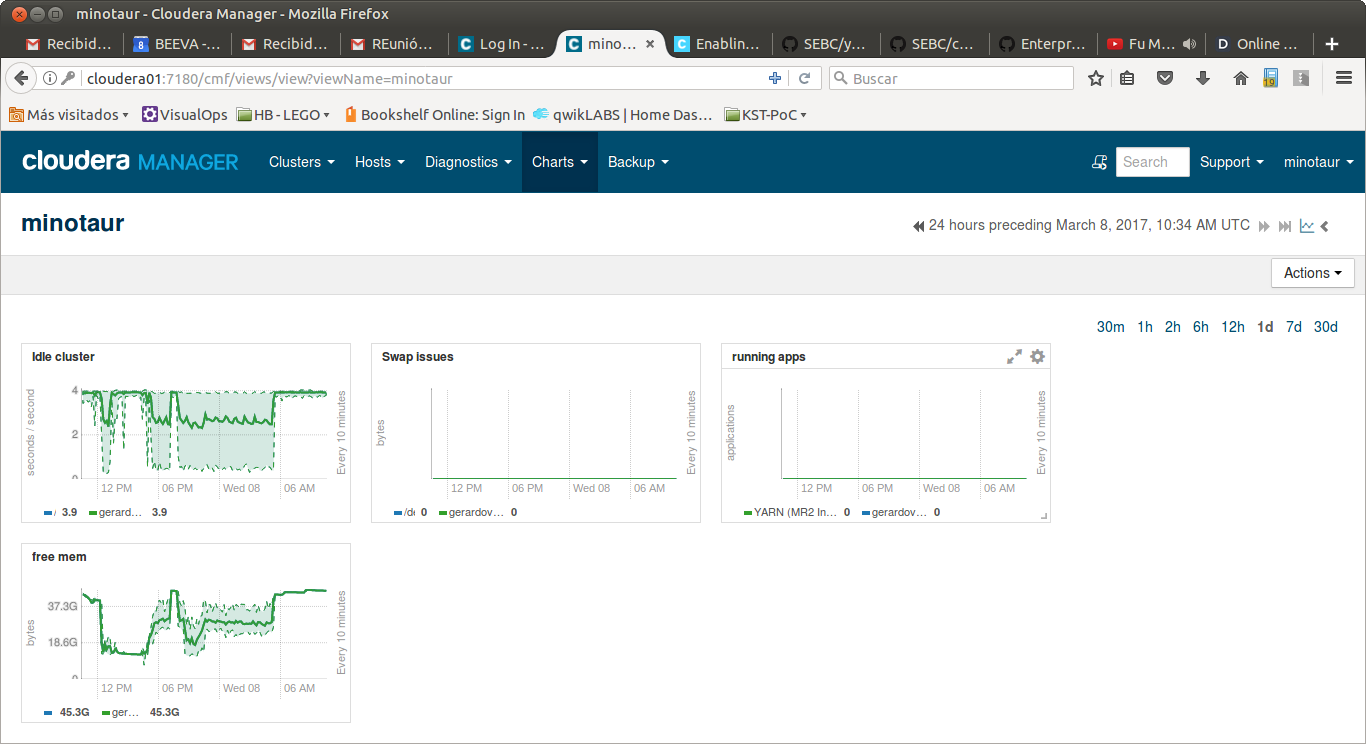 minotaur - Cloudera Manager - Mozilla Firefox
Recibid... BEEVA -... Recibid... REunió... Log In - ... mino... Enablin... SEBC/y... SEBC/c... Enterpr... Fu M... Online ...
cloudera01:7180/cmf/views/view?viewName=minotaur Buscar 19
Más visitados VisualOps HB - LEGO Bookshelf Online: Sign In qwikLABS | Home Das... KST-PoC
cloudera MANAGER Clusters Hosts Diagnostics Charts Backup Search Support minotaur
minotaur
24 hours preceding March 8, 2017, 10:34 AM UTC
Actions
30m 1h 2h 6h 12h 1d 7d 30d
Idle cluster
seconds / second
4
2
0
Every 10 minutes
12 PM 06 PM Wed 08 06 AM
/ 3.9 gerard... 3.9
Swap issues
bytes
Every 10 minutes
12 PM 06 PM Wed 08 06 AM
/de 0 gerardov... 0
running apps
applications
Every 10 minutes
12 PM 06 PM Wed 08 06 AM
YARN (MR2 In... 0 gerardov... 0
free mem
bytes
37.3G
18.6G
0
Every 10 minutes
12 PM 06 PM Wed 08 06 AM
45.3G ger... 45.3G